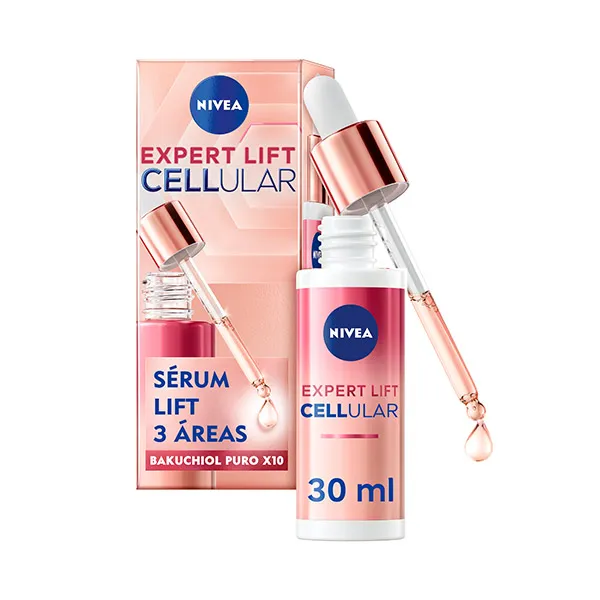 NIVEA
EXPERT LIFT
CELLULAR
SÉRUM
LIFT
3 ÁREAS
BAKUCHIOL PURO X10
NIVEA
EXPERT LIFT
CELLULAR
30 ml